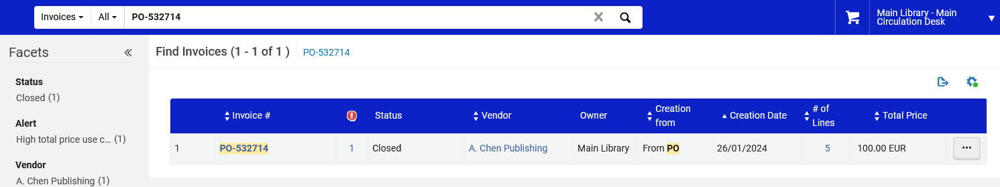 Invoices All PO-532714
Main Library - Main
Circulation Desk
Facets
Find Invoices (1 - 1 of 1 ) PO-532714
Status
Closed (1)
Alert
High total price use c... (1)
Vendor
A. Chen Publishing (1)
Invoice # Status Vendor Owner Creation from Creation Date # of Lines Total Price
1 PO-532714 1 Closed A. Chen Publishing Main Library From PO 26/01/2024 5 100.00 EUR